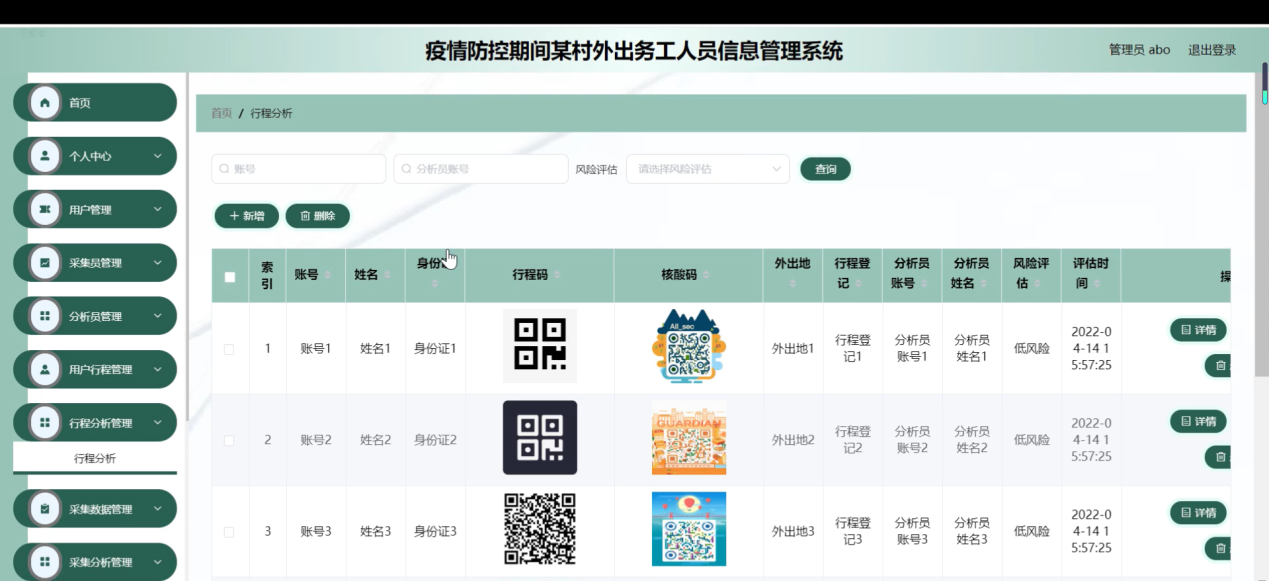 疫情防控期间某村外出务工人员信息管理系统
管理员 abo 退出登录
首页
个人中心
用户管理
采集员管理
分析员管理
用户行程管理
行程分析管理
行程分析
采集数据管理
采集分析管理
首页 / 行程分析
账号 分析员账号 风险评估 请选择风险评估 查询
新增 删除
索引 账号 姓名 行程码 核酸码 外出地 行程登记 分析员账号 分析员姓名 风险评估 评估时间
1 账号1 姓名1 身份证1 All_sec 外出地1 行程登记1 分析员账号1 分析员姓名1 低风险 2022-04-14 15:57:25 详情
2 账号2 姓名2 身份证2 GUARDIAN 外出地2 行程登记2 分析员账号2 分析员姓名2 低风险 2022-04-14 15:57:25 详情
3 账号3 姓名3 身份证3 外出地3 行程登记3 分析员账号3 分析员姓名3 低风险 2022-04-14 15:57:25 详情